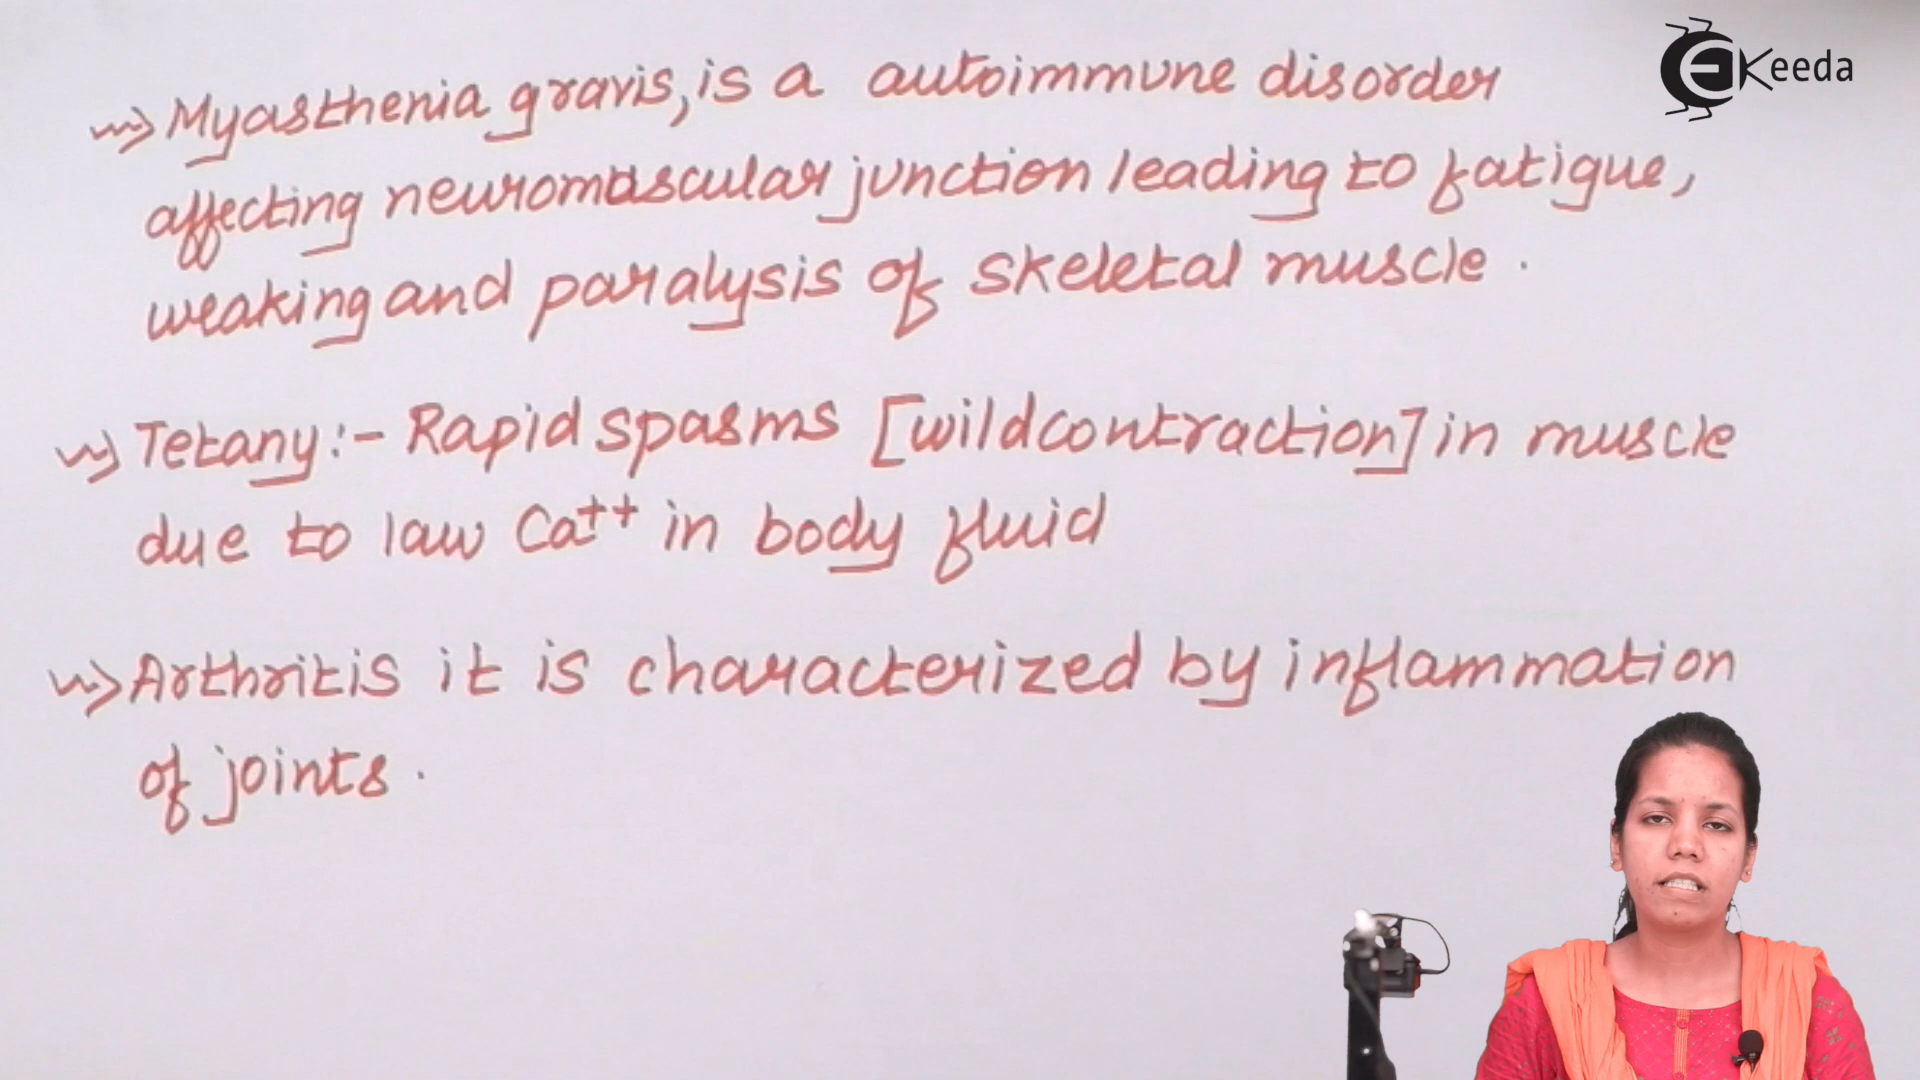 EKeeda
Myasthenia gravis, is a autoimmune disorder
affecting neuromuscular junction leading to fatigue,
weaking and paralysis of skeletal muscle.
Tetany:- Rapid spasms [wild contraction] in muscle
due to law Ca++ in body fluid
Arthritis it is characterized by inflammation
of joints.